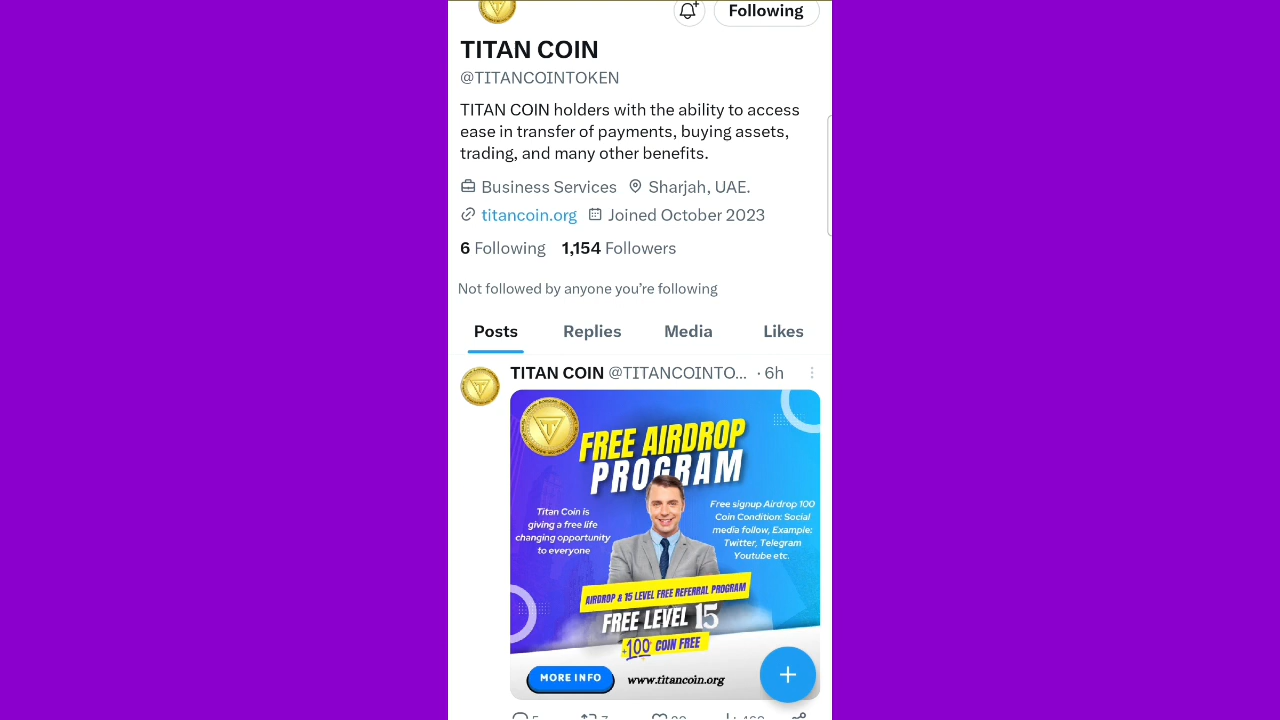 Following
TITAN COIN
@TITANCOINTOKEN
TITAN COIN holders with the ability to access
ease in transfer of payments, buying assets,
trading, and many other benefits.
Business Services Sharjah, UAE.
titancoin.org Joined October 2023
6 Following 1,154 Followers
Not followed by anyone you’re following
Posts Replies Media Likes
TITAN COIN @TITANCOINTO... · 6h
FREE AIRDROP
PROGRAM
Titan Coin is
giving a free life
changing opportunity
to everyone
Free signup Airdrop 100
Coin Condition: Social
media follow, Example:
Twitter, Telegram
Youtube etc.
AIRDROP & 15 LEVEL FREE REFERRAL PROGRAM
FREE LEVEL 15
+100 COIN FREE
MORE INFO
www.titancoin.org